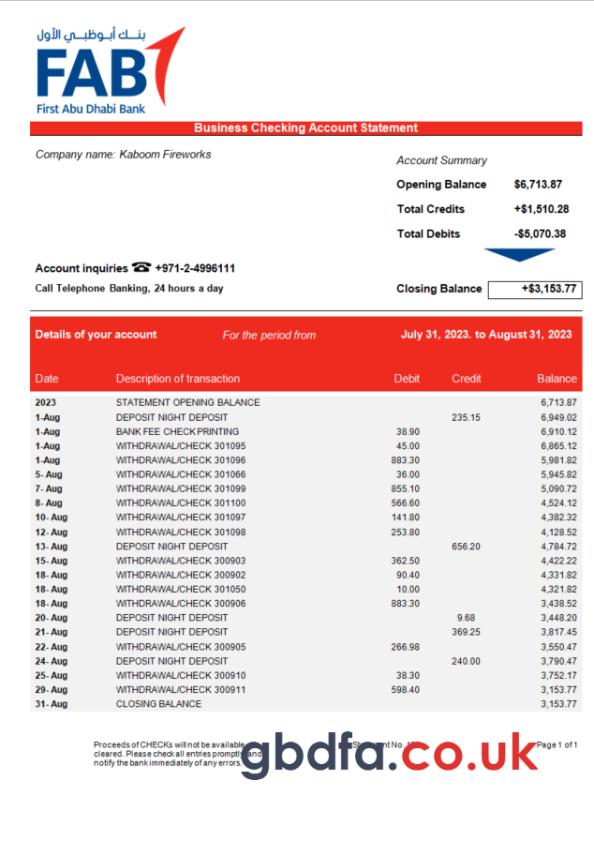 بنك أبوظبي الأول
FAB
First Abu Dhabi Bank
Business Checking Account Statement
Company name: Kaboom Fireworks
Account Summary
Opening Balance $6,713.87
Total Credits +$1,510.28
Total Debits -$5,070.38
Account inquiries ☎ +971-2-4996111
Call Telephone Banking, 24 hours a day
Closing Balance +$3,153.77
Details of your account For the period from July 31, 2023. to August 31, 2023
Date Description of transaction Debit Credit Balance
2023 STATEMENT OPENING BALANCE 6,713.87
1-Aug DEPOSIT NIGHT DEPOSIT 235.15 6,949.02
1-Aug BANK FEE CHECK PRINTING 38.90 6,910.12
1-Aug WITHDRAWAL/CHECK 301095 45.00 6,865.12
1-Aug WITHDRAWAL/CHECK 301096 883.30 5,981.82
5- Aug WITHDRAWAL/CHECK 301066 36.00 5,945.82
7- Aug WITHDRAWAL/CHECK 301099 855.10 5,090.72
8- Aug WITHDRAWAL/CHECK 301100 566.60 4,524.12
10- Aug WITHDRAWAL/CHECK 301097 141.80 4,382.32
12- Aug WITHDRAWAL/CHECK 301098 253.80 4,128.52
13- Aug DEPOSIT NIGHT DEPOSIT 656.20 4,784.72
15- Aug WITHDRAWAL/CHECK 300903 362.50 4,422.22
18- Aug WITHDRAWAL/CHECK 300902 90.40 4,331.82
18- Aug WITHDRAWAL/CHECK 301050 10.00 4,321.82
18- Aug WITHDRAWAL/CHECK 300906 883.30 3,438.52
20- Aug DEPOSIT NIGHT DEPOSIT 9.68 3,448.20
21- Aug DEPOSIT NIGHT DEPOSIT 369.25 3,817.45
22- Aug WITHDRAWAL/CHECK 300905 266.98 3,550.47
24- Aug DEPOSIT NIGHT DEPOSIT 240.00 3,790.47
25- Aug WITHDRAWAL/CHECK 300910 38.30 3,752.17
29- Aug WITHDRAWAL/CHECK 300911 598.40 3,153.77
31- Aug CLOSING BALANCE 3,153.77
Proceeds of CHECKs will not be available
cleared. Please check all entries promptly and
notify the bank immediately of any errors.
Statement No. Page 1 of 1
gbdfa.co.uk